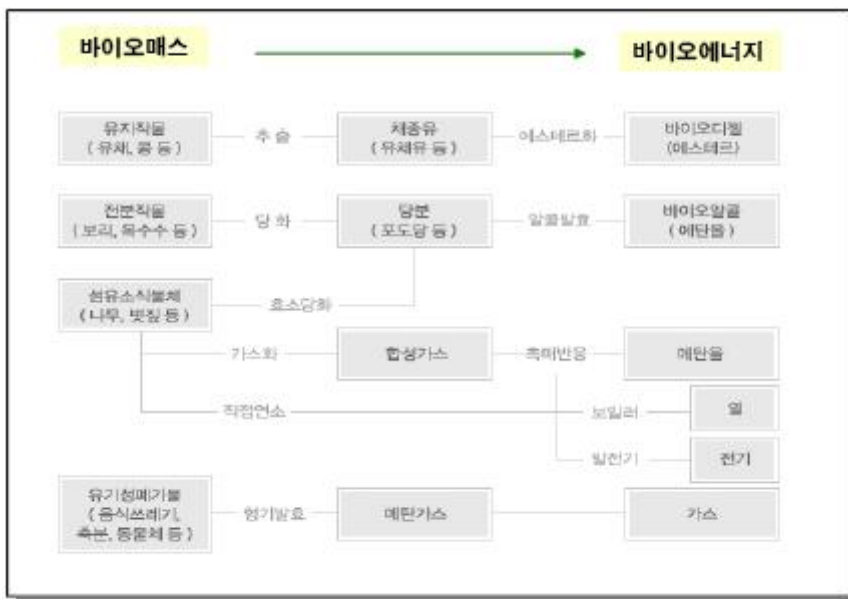 바이오매스
바이오에너지
유지작물
( 유채, 콩 등 )
추 출
채종유
( 유채유 등 )
에스테르화
바이오디젤
(에스테르)
전분작물
( 보리, 옥수수 등 )
당 화
당분
( 포도당 등 )
알콜발효
바이오알콜
( 에탄올 )
섬유소식물체
( 나무, 볏짚 등 )
효소당화
가스화
합성가스
촉매반응
메탄올
직접연소
보일러
열
발전기
전기
유기성폐기물
( 음식쓰레기,
축분, 동물체 등 )
혐기발효
메탄가스
가스